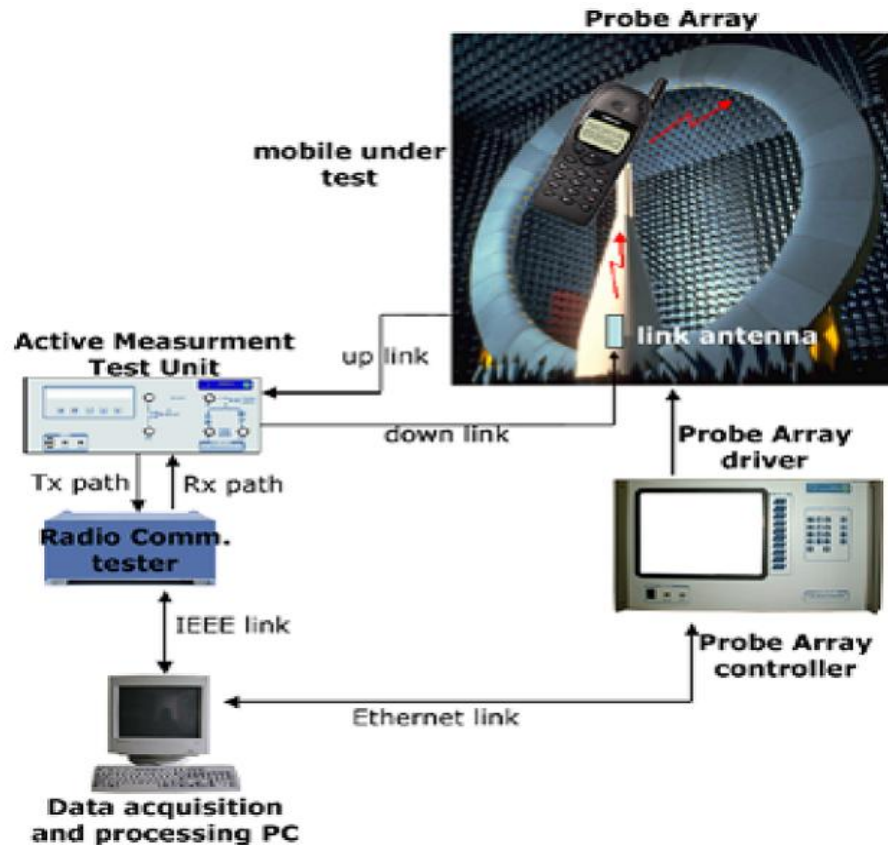 Probe Array
mobile under
test
link antenna
Active Measurment
Test Unit
up link
down link
Probe Array
driver
Tx path
Rx path
Radio Comm.
tester
IEEE link
Probe Array
controller
Ethernet link
Data acquisition
and processing PC